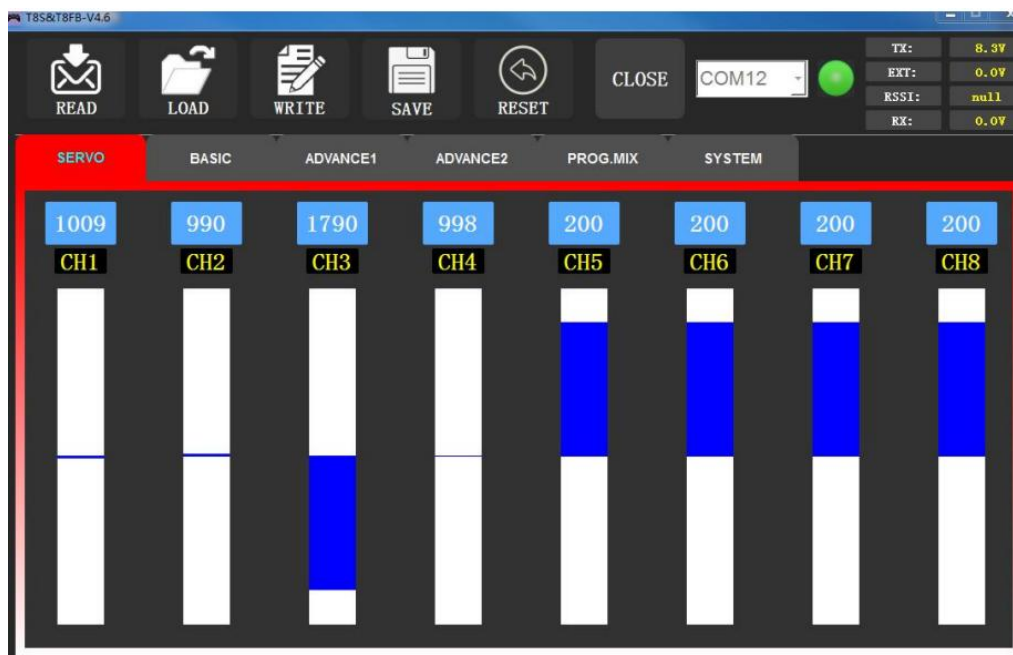 T8S&T8FB-V4.6
READ LOAD WRITE SAVE RESET CLOSE COM12
TX: 8.3V
EXT: 0.0V
RSSI: null
RX: 0.0V
SERVO BASIC ADVANCE1 ADVANCE2 PROG.MIX SYSTEM
1009 990 1790 998 200 200 200 200
CH1 CH2 CH3 CH4 CH5 CH6 CH7 CH8